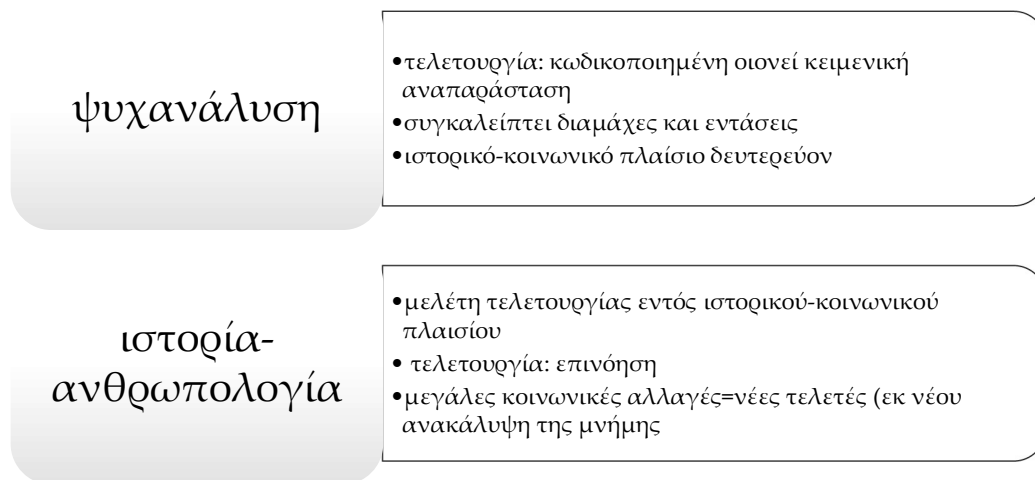 ψυχανάλυση
•τελετουργία: κωδικοποιημένη οιονεί κειμενική
αναπαράσταση
•συγκαλείπτει διαμάχες και εντάσεις
•ιστορικό-κοινωνικό πλαίσιο δευτερεύον
ιστορία-
ανθρωπολογία
•μελέτη τελετουργίας εντός ιστορικού-κοινωνικού
πλαισίου
• τελετουργία: επινόηση
•μεγάλες κοινωνικές αλλαγές=νέες τελετές (εκ νέου
ανακάλυψη της μνήμης